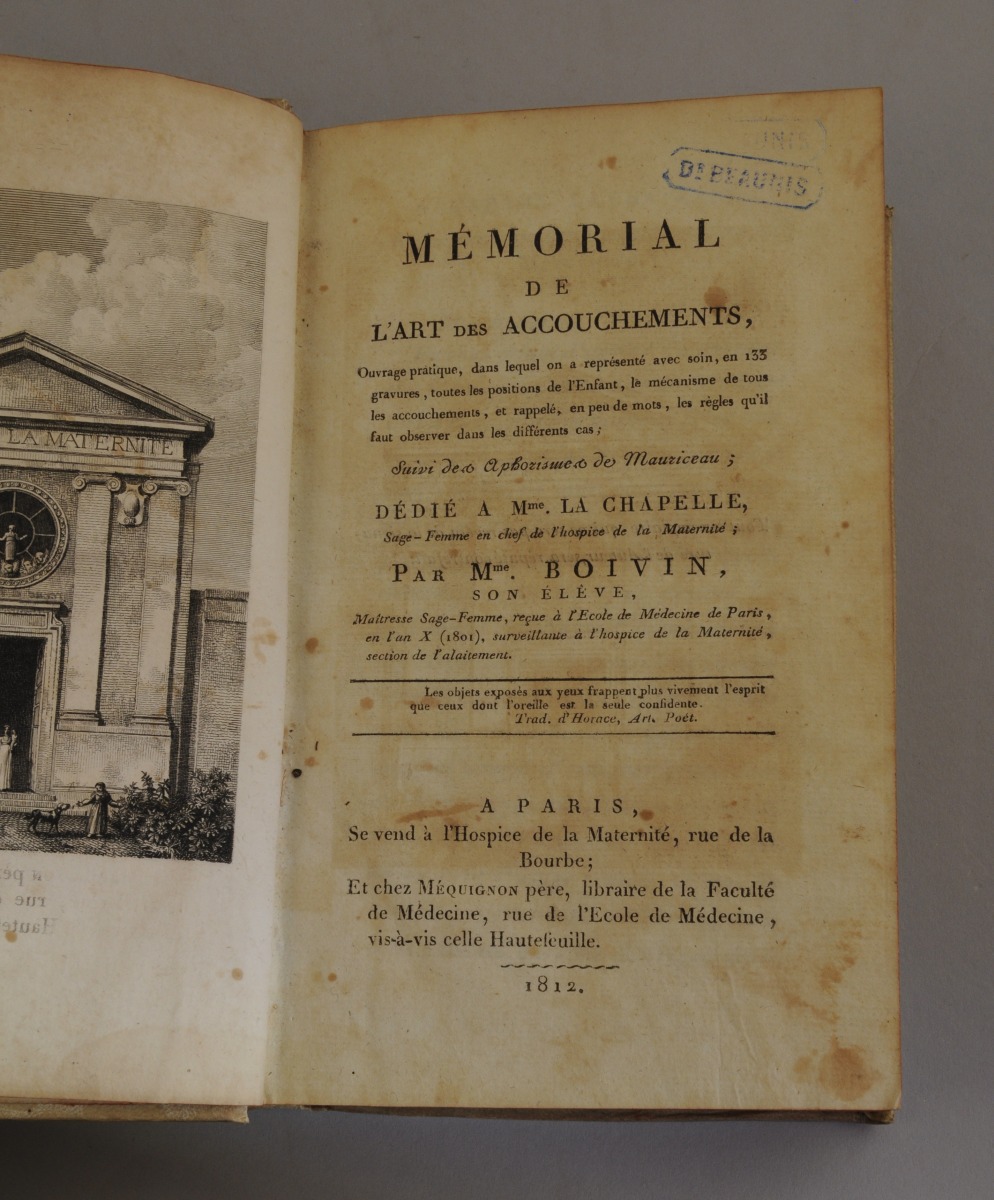 LA MATERNITÉ
Dr BEAUNIS
MÉMORIAL
DE
L'ART DES ACCOUCHEMENTS,
Ouvrage pratique, dans lequel on a représenté avec soin, en 133
gravures, toutes les positions de l'Enfant, le mécanisme de tous
les accouchements, et rappelé, en peu de mots, les règles qu'il
faut observer dans les différents cas;
Suivi des Aphorismes de Mauriceau;
DÉDIÉ A Mme. LA CHAPELLE,
Sage-Femme en chef de l'hospice de la Maternité;
PAR Mme. BOIVIN,
SON ÉLÉVE,
Maîtresse Sage-Femme, reçue à l'Ecole de Médecine de Paris,
en l'an X (1801), surveillante à l'hospice de la Maternité,
section de l'alaitement.
Les objets exposés aux yeux frappent plus vivement l'esprit
que ceux dont l'oreille est la seule confidente.
Trad. d'Horace, Art. Poét.
A PARIS,
Se vend à l'Hospice de la Maternité, rue de la
Bourbe;
Et chez MÉQUIGNON père, libraire de la Faculté
de Médecine, rue de l'Ecole de Médecine,
vis-à-vis celle Hautefeuille.
1812.